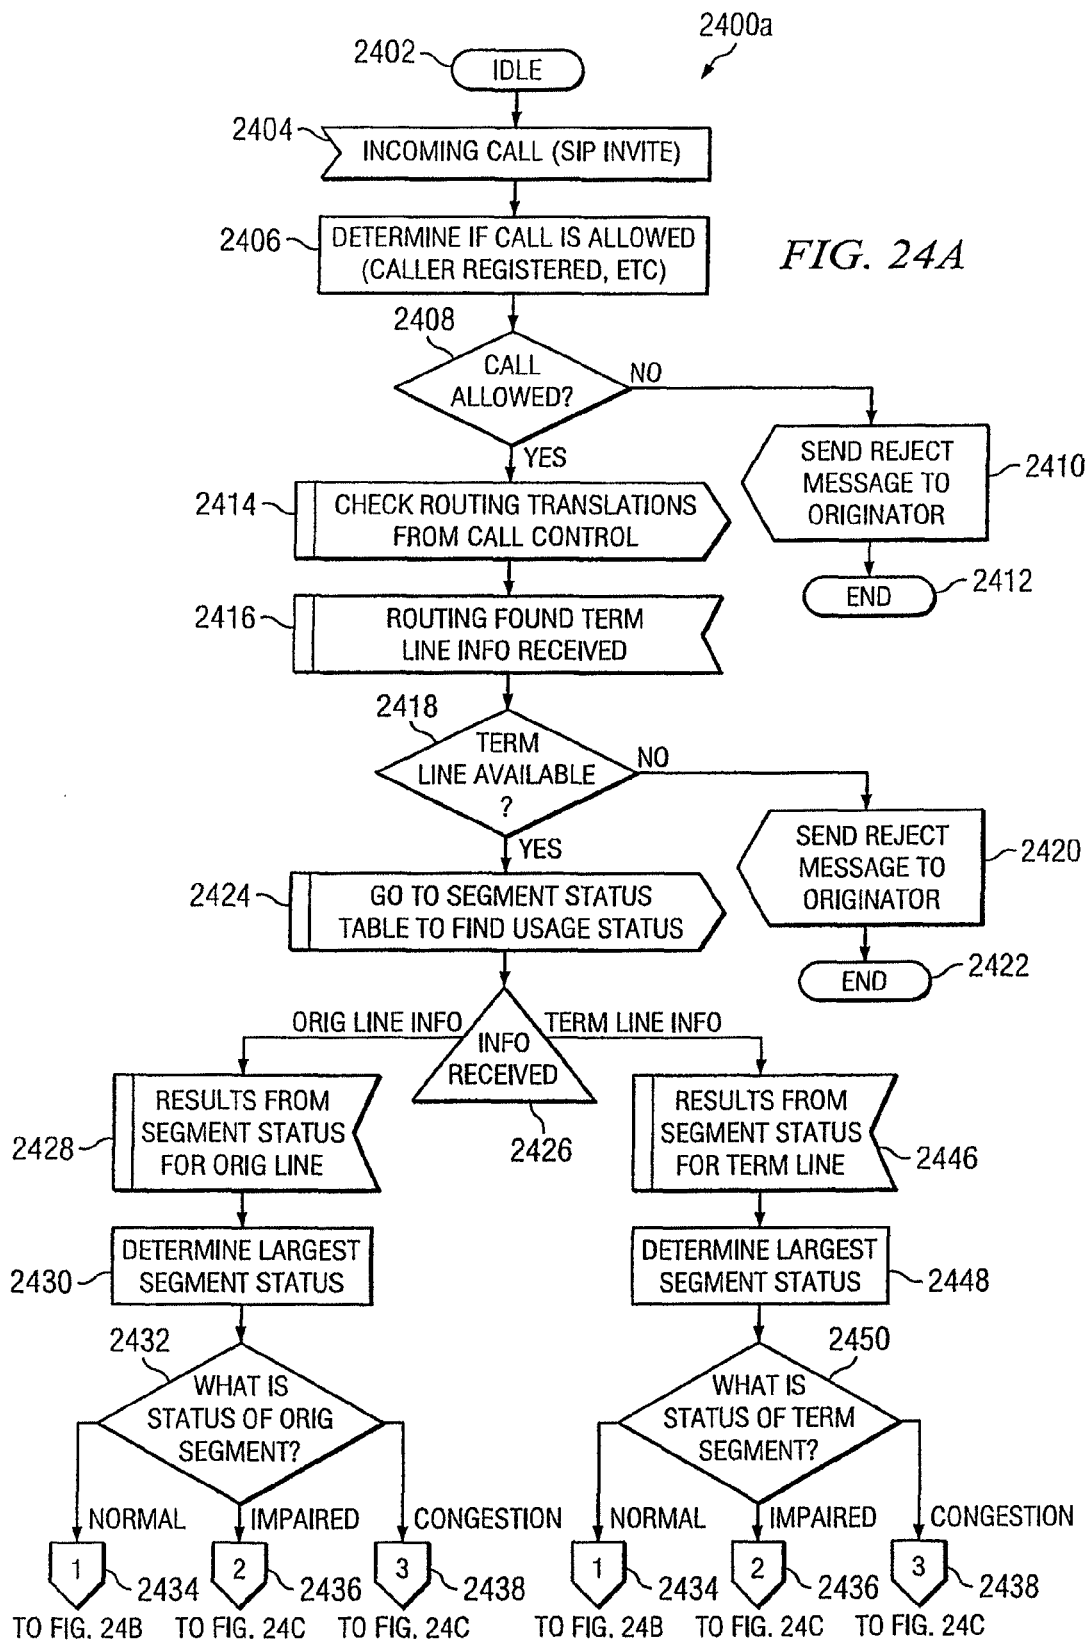 2400a
2402
IDLE
2404
INCOMING CALL (SIP INVITE)
2406
DETERMINE IF CALL IS ALLOWED
(CALLER REGISTERED, ETC)
FIG. 24A
2408
CALL
ALLOWED?
NO
YES
SEND REJECT
MESSAGE TO
ORIGINATOR
2410
END
2412
2414
CHECK ROUTING TRANSLATIONS
FROM CALL CONTROL
2416
ROUTING FOUND TERM
LINE INFO RECEIVED
2418
TERM
LINE AVAILABLE
?
NO
YES
SEND REJECT
MESSAGE TO
ORIGINATOR
2420
END
2422
2424
GO TO SEGMENT STATUS
TABLE TO FIND USAGE STATUS
ORIG LINE INFO
INFO
RECEIVED
TERM LINE INFO
2426
2428
RESULTS FROM
SEGMENT STATUS
FOR ORIG LINE
RESULTS FROM
SEGMENT STATUS
FOR TERM LINE
2446
2430
DETERMINE LARGEST
SEGMENT STATUS
DETERMINE LARGEST
SEGMENT STATUS
2448
2432
WHAT IS
STATUS OF ORIG
SEGMENT?
2450
WHAT IS
STATUS OF TERM
SEGMENT?
NORMAL
IMPAIRED
CONGESTION
NORMAL
IMPAIRED
CONGESTION
1
2434
2
2436
3
2438
1
2434
2
2436
3
2438
TO FIG. 24B
TO FIG. 24C
TO FIG. 24C
TO FIG. 24B
TO FIG. 24C
TO FIG. 24C